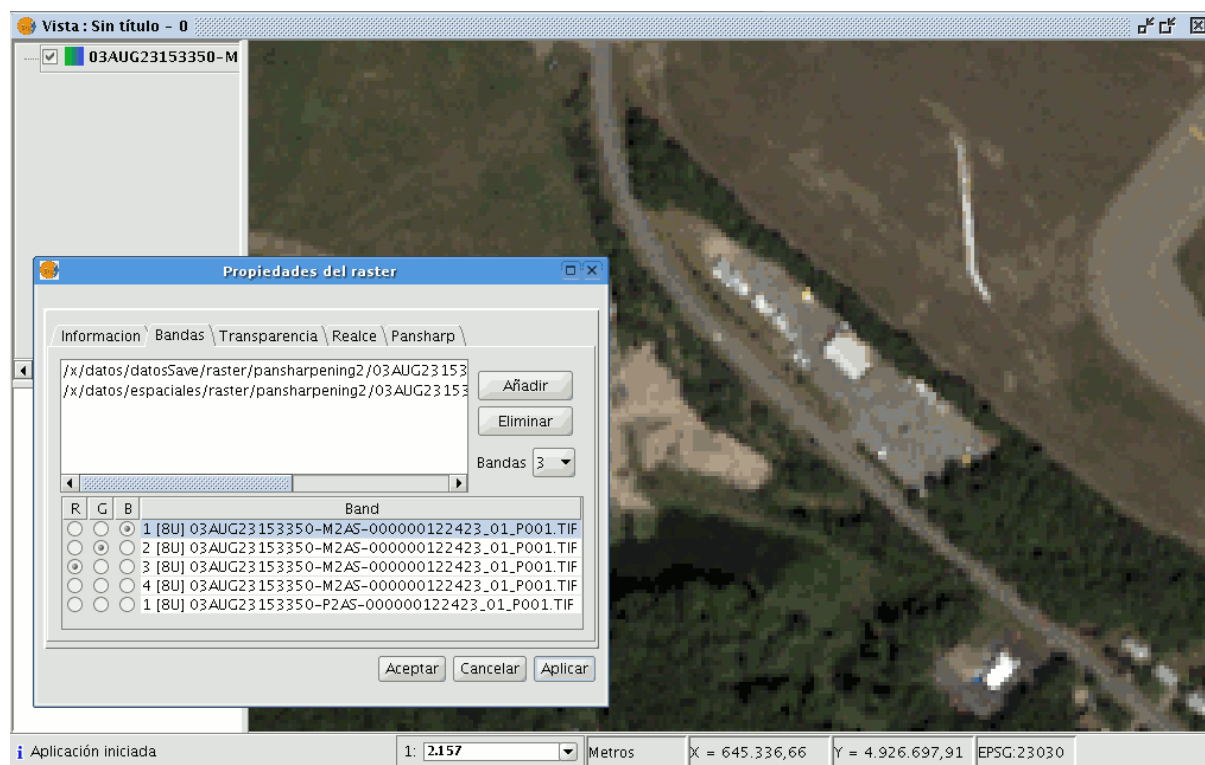 Vista : Sin título - 0
03AUG23153350-M
Propiedades del raster
Informacion Bandas Transparencia Realce Pansharp
/x/datos/datosSave/raster/pansharpening2/03AUG23153
/x/datos/espaciales/raster/pansharpening2/03AUG23153
Añadir
Eliminar
Bandas 3
R G B Band
1 [8U] 03AUG23153350-M2AS-000000122423_01_P001.TIF
2 [8U] 03AUG23153350-M2AS-000000122423_01_P001.TIF
3 [8U] 03AUG23153350-M2AS-000000122423_01_P001.TIF
4 [8U] 03AUG23153350-M2AS-000000122423_01_P001.TIF
1 [8U] 03AUG23153350-P2AS-000000122423_01_P001.TIF
Aceptar Cancelar Aplicar
Aplicación iniciada 1: 2.157 Metros X = 645.336,66 Y = 4.926.697,91 EPSG:23030